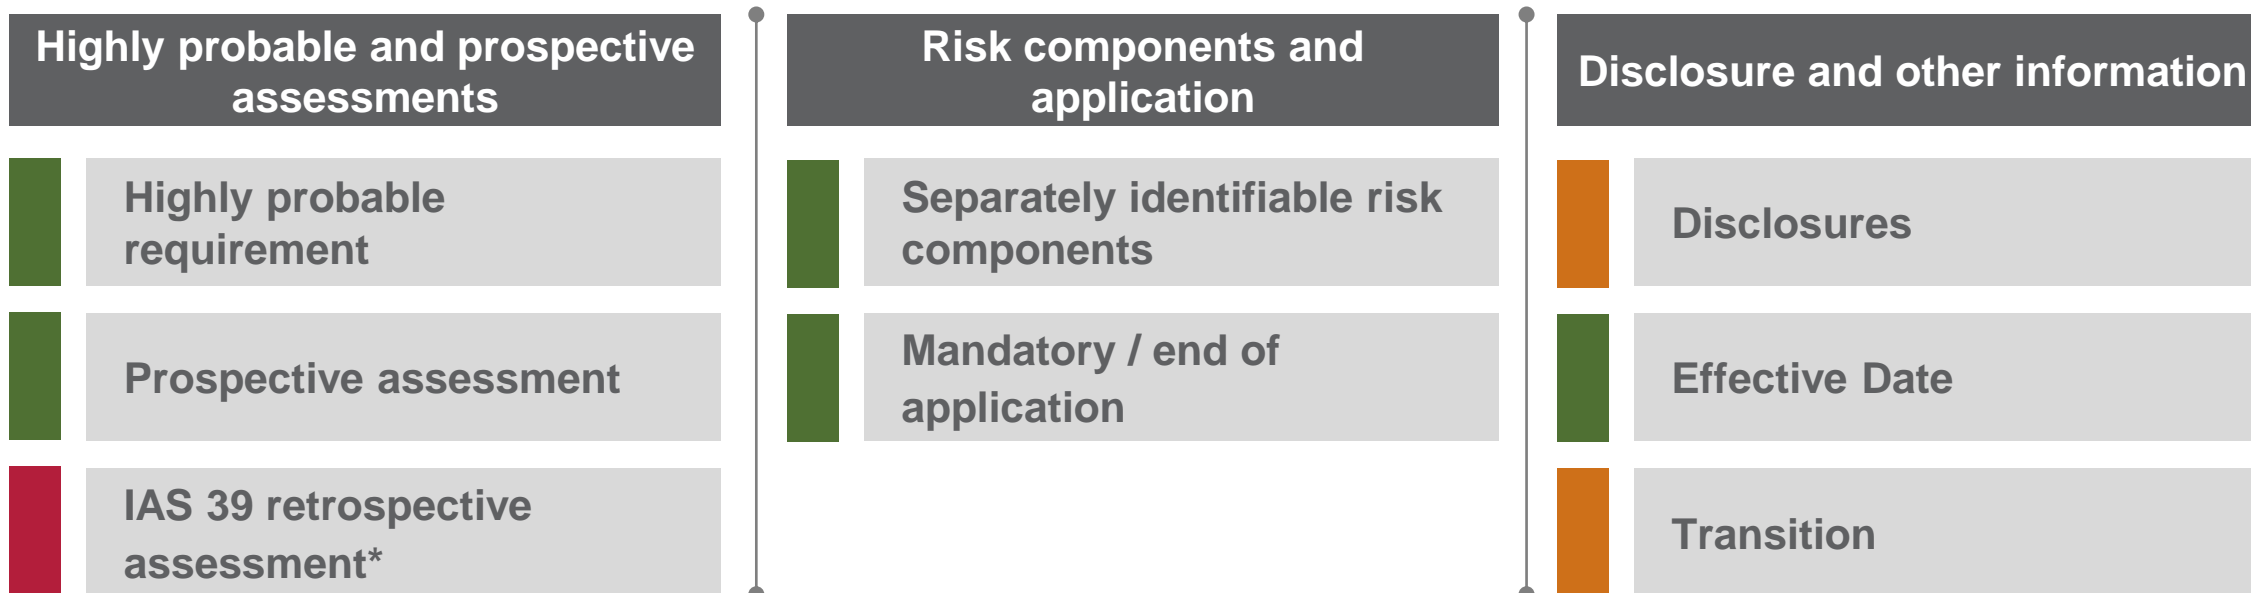 Highly probable and prospective
assessments
Highly probable
requirement
Prospective assessment
IAS 39 retrospective
assessment*
Risk components and
application
Separately identifiable risk
components
Mandatory / end of
application
Disclosure and other information
Disclosures
Effective Date
Transition